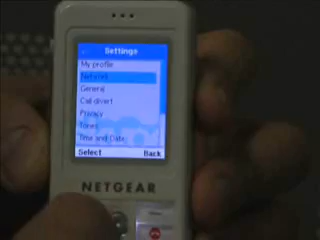 Settings
My profile
Network
General
Call divert
Privacy
Tones
Time and Date
Select Back
NETGEAR